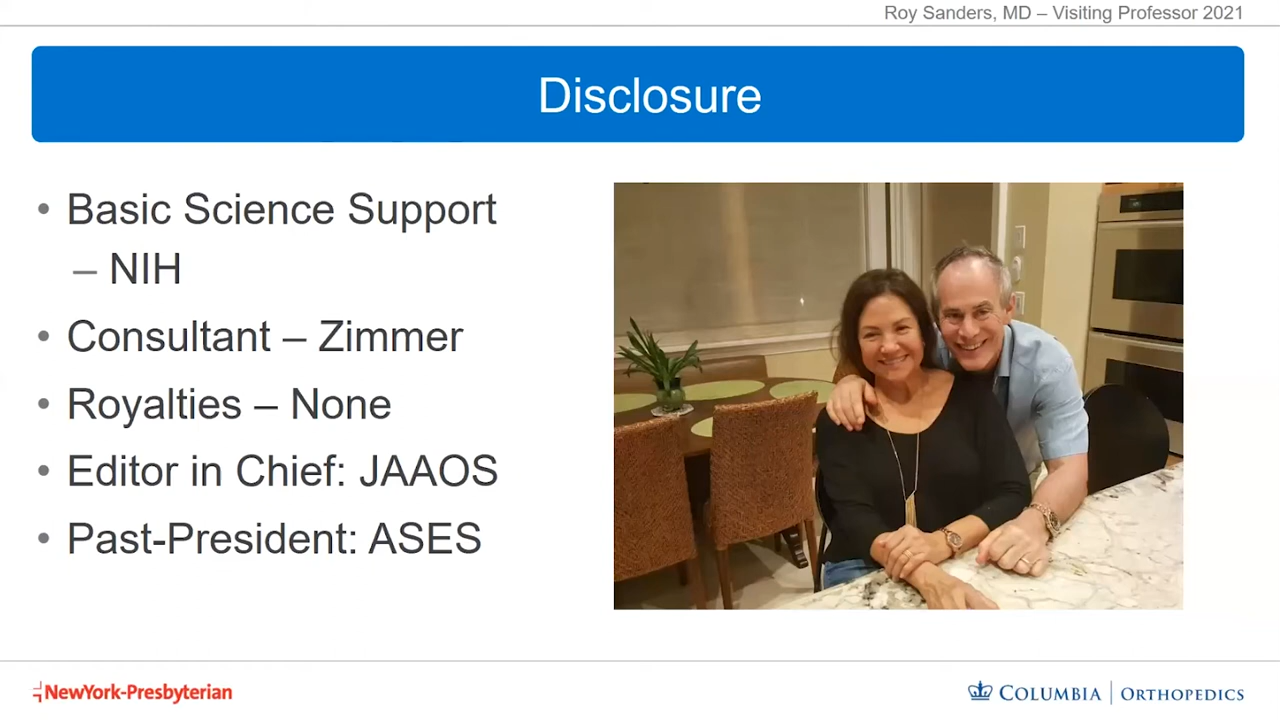 Roy Sanders, MD – Visiting Professor 2021
Disclosure
• Basic Science Support
– NIH
• Consultant – Zimmer
• Royalties – None
• Editor in Chief: JAAOS
• Past-President: ASES
NewYork-Presbyterian
COLUMBIA | ORTHOPEDICS